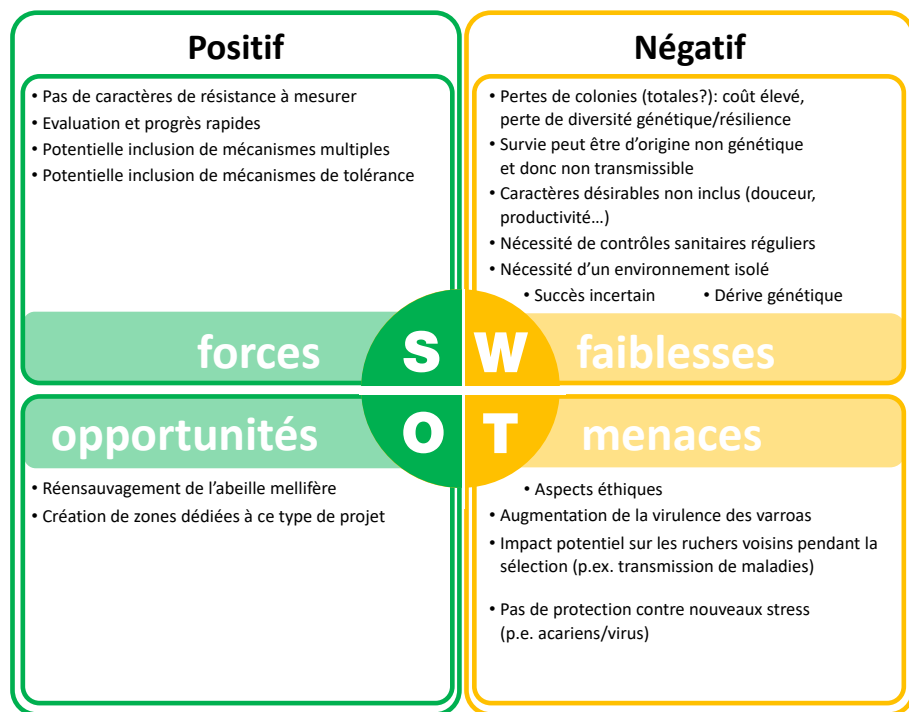 Positif
• Pas de caractères de résistance à mesurer
• Evaluation et progrès rapides
• Potentielle inclusion de mécanismes multiples
• Potentielle inclusion de mécanismes de tolérance
forces
S
Négatif
• Pertes de colonies (totales?): coût élevé,
perte de diversité génétique/résilience
• Survie peut être d'origine non génétique
et donc non transmissible
• Caractères désirables non inclus (douceur,
productivité...)
• Nécessité de contrôles sanitaires réguliers
• Nécessité d'un environnement isolé
• Succès incertain • Dérive génétique
W
faiblesses
opportunités
O
• Réensauvagement de l'abeille mellifère
• Création de zones dédiées à ce type de projet
T
menaces
• Aspects éthiques
• Augmentation de la virulence des varroas
• Impact potentiel sur les ruchers voisins pendant la
sélection (p.ex. transmission de maladies)
• Pas de protection contre nouveaux stress
(p.e. acariens/virus)